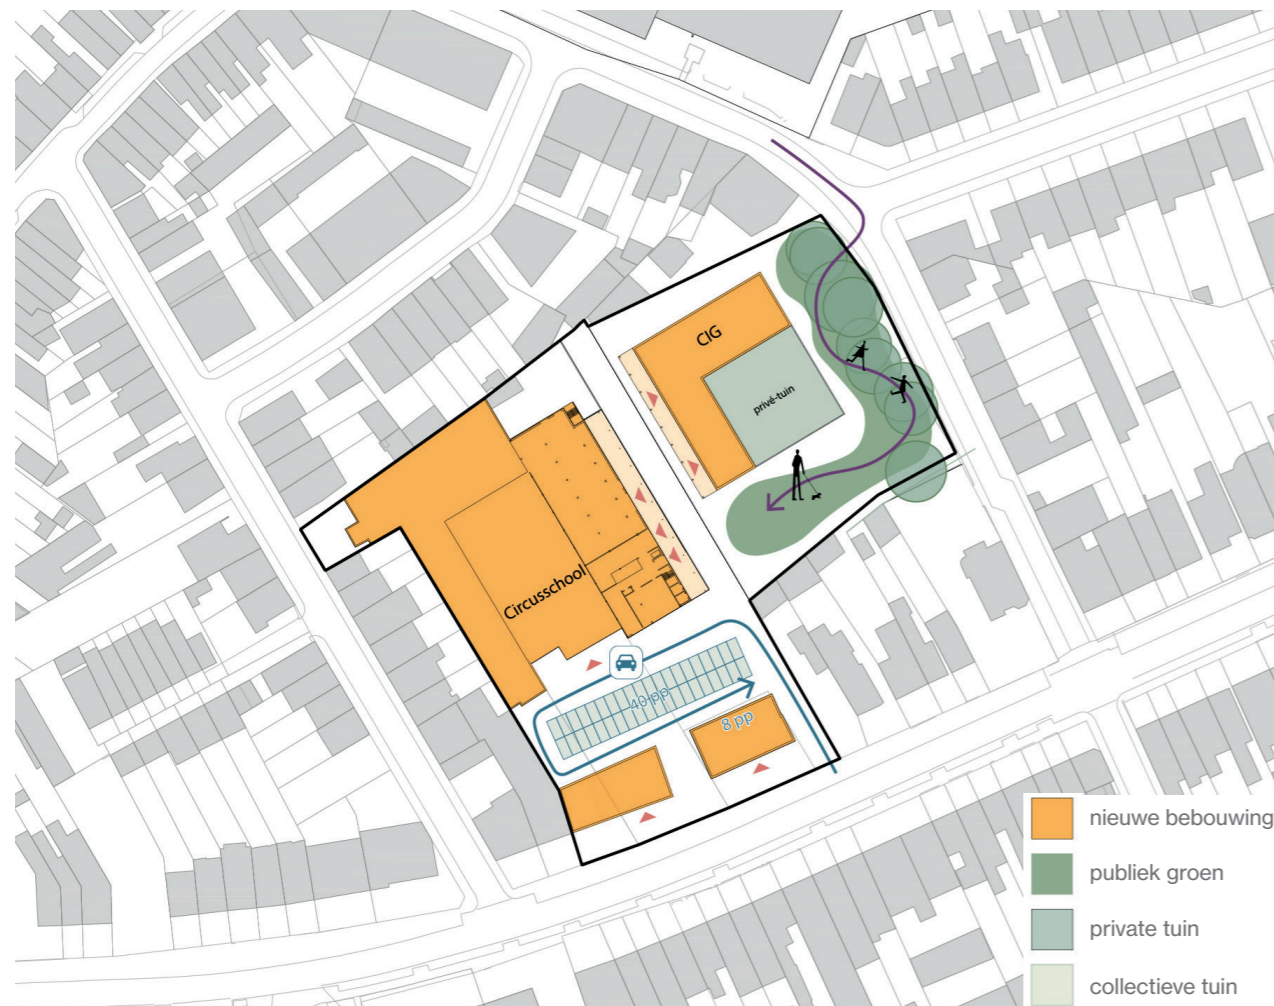 CIG
privé-tuin
Circusschool
40 pp
8 pp
nieuwe bebouwing
publiek groen
private tuin
collectieve tuin